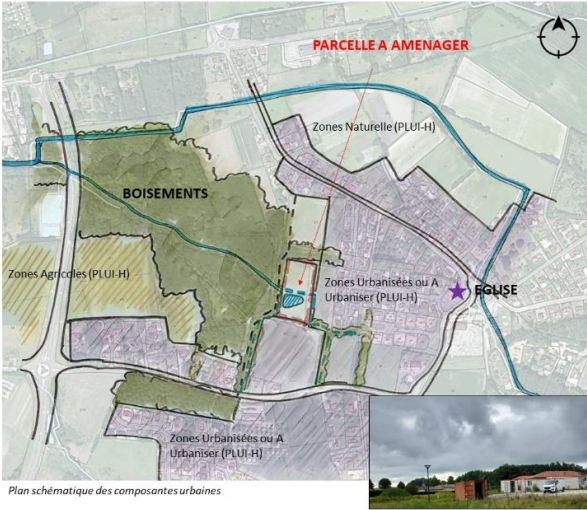 PARCELLE A AMENAGER
Zones Naturelle (PLUI-H)
BOISEMENTS
Zones Agricoles (PLUI-H)
Zones Urbanisées ou A
Urbaniser (PLUI-H)
EGLISE
Zones Urbanisées ou A
Urbaniser (PLUI-H)
Plan schématique des composantes urbaines